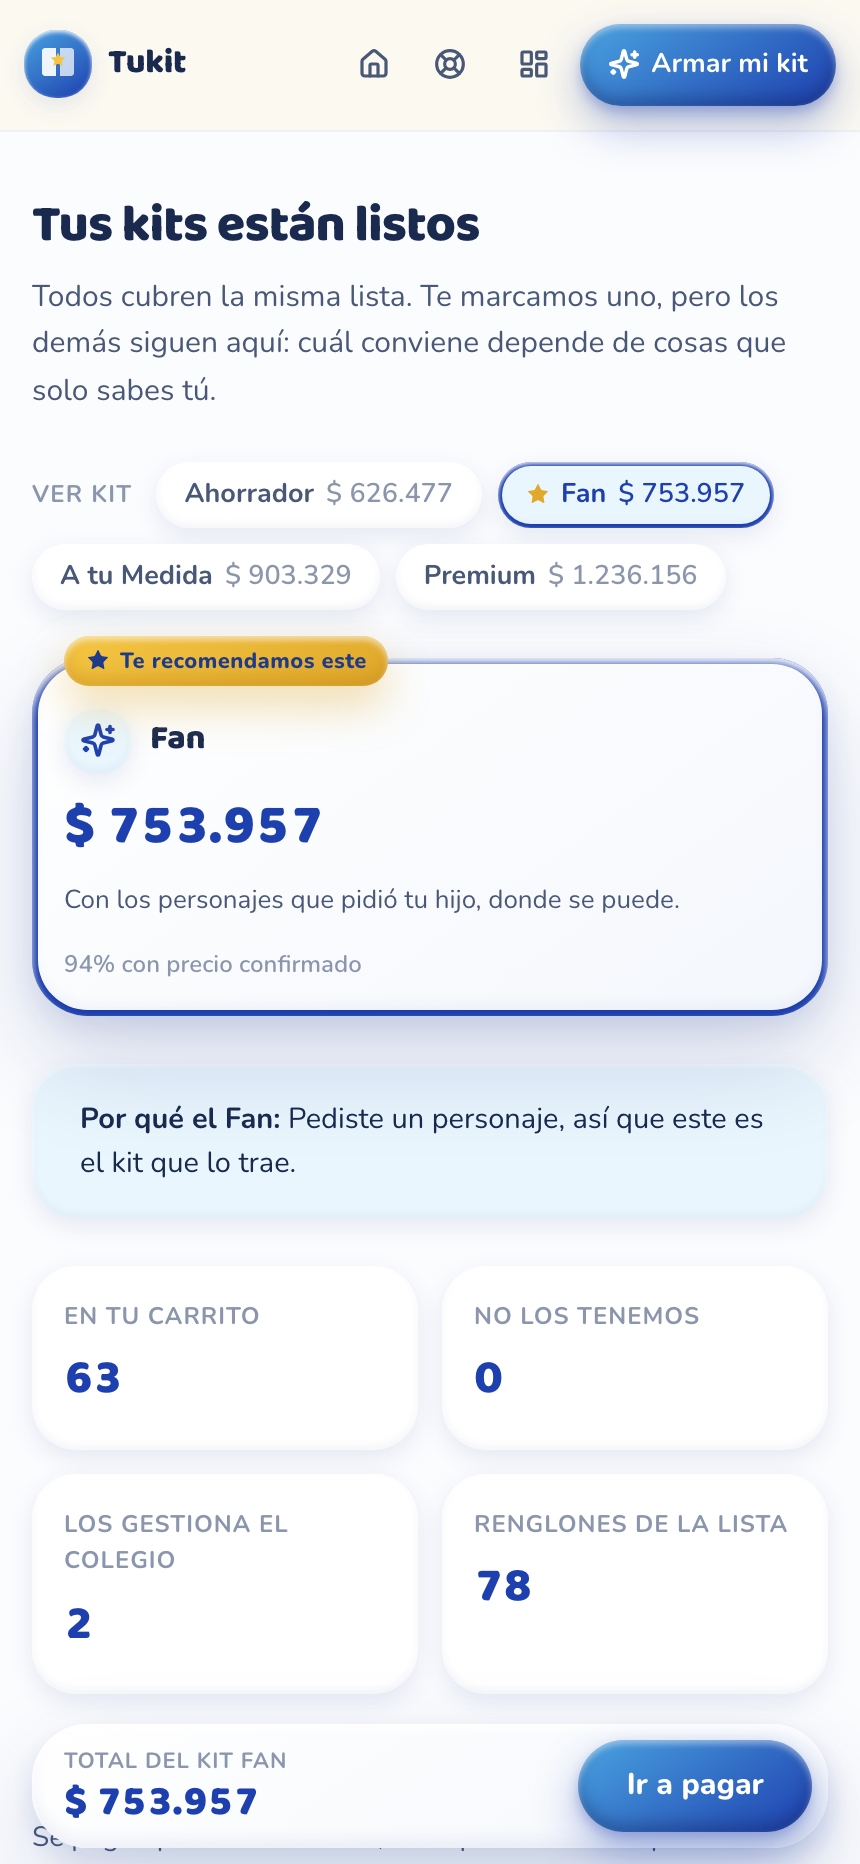 Tukit
Armar mi kit
Tus kits están listos
Todos cubren la misma lista. Te marcamos uno, pero los
demás siguen aquí: cuál conviene depende de cosas que
solo sabes tú.
VER KIT
Ahorrador $ 626.477
Fan $ 753.957
A tu Medida $ 903.329
Premium $ 1.236.156
Te recomendamos este
Fan
$ 753.957
Con los personajes que pidió tu hijo, donde se puede.
94% con precio confirmado
Por qué el Fan: Pediste un personaje, así que este es
el kit que lo trae.
EN TU CARRITO
63
NO LOS TENEMOS
0
LOS GESTIONA EL
COLEGIO
2
RENGLONES DE LA LISTA
78
TOTAL DEL KIT FAN
$ 753.957
Ir a pagar